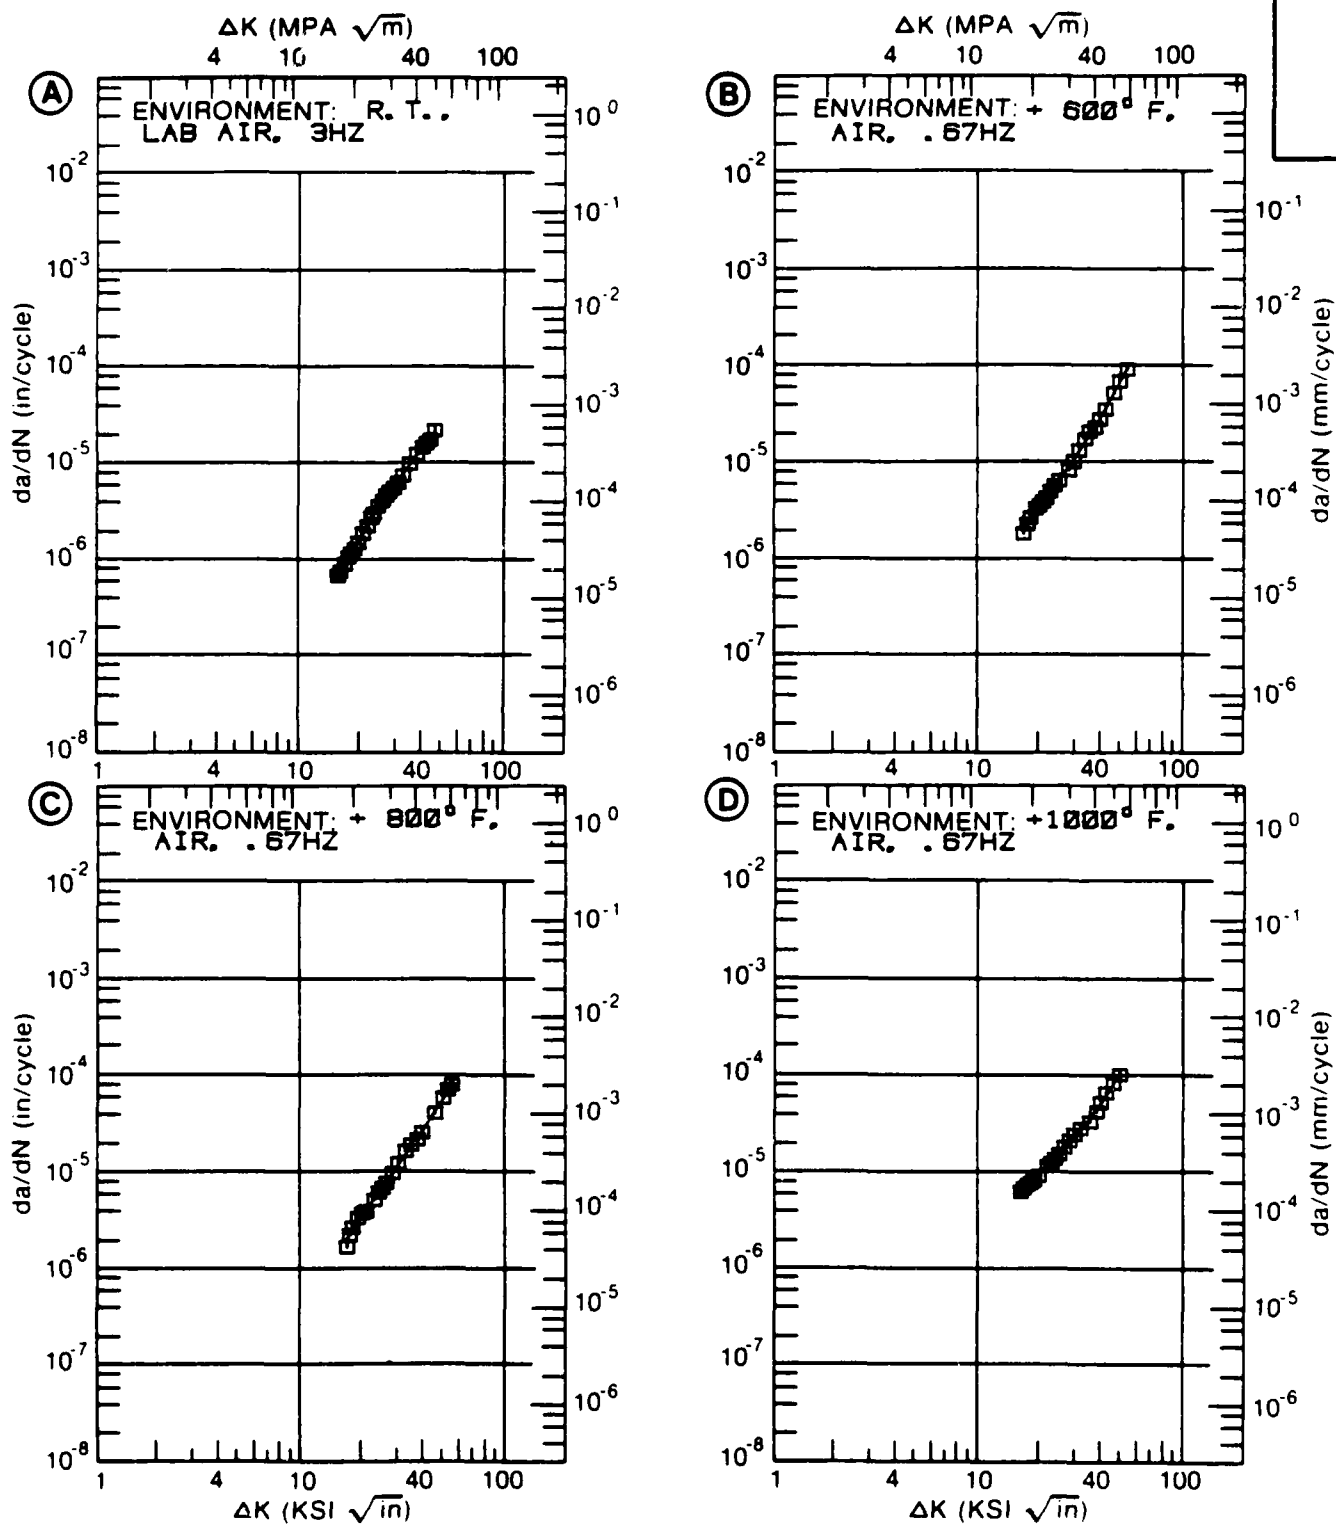 ΔK (MPA √m)
4 10 40 100
ΔK (MPA √m)
4 10 40 100
A
ENVIRONMENT: R. T..
LAB AIR. 3HZ
10⁰
10⁻²
10⁻¹
10⁻³
10⁻²
10⁻⁴
10⁻³
10⁻⁵
10⁻⁴
10⁻⁶
10⁻⁵
10⁻⁷
10⁻⁶
10⁻⁸
1 4 10 40 100
da/dN (in/cycle)
B
ENVIRONMENT: + 600° F.
AIR. .67HZ
10⁻²
10⁻¹
10⁻³
10⁻²
10⁻⁴
10⁻³
10⁻⁵
10⁻⁴
10⁻⁶
10⁻⁵
10⁻⁷
10⁻⁶
10⁻⁸
1 4 10 40 100
da/dN (mm/cycle)
C
ENVIRONMENT: + 800° F.
AIR. .67HZ
10⁰
10⁻²
10⁻¹
10⁻³
10⁻²
10⁻⁴
10⁻³
10⁻⁵
10⁻⁴
10⁻⁶
10⁻⁵
10⁻⁷
10⁻⁶
10⁻⁸
1 4 10 40 100
da/dN (in/cycle)
ΔK (KSI √in)
D
ENVIRONMENT: +1000° F.
AIR. .67HZ
10⁰
10⁻²
10⁻¹
10⁻³
10⁻²
10⁻⁴
10⁻³
10⁻⁵
10⁻⁴
10⁻⁶
10⁻⁵
10⁻⁷
10⁻⁶
10⁻⁸
1 4 10 40 100
da/dN (mm/cycle)
ΔK (KSI √in)